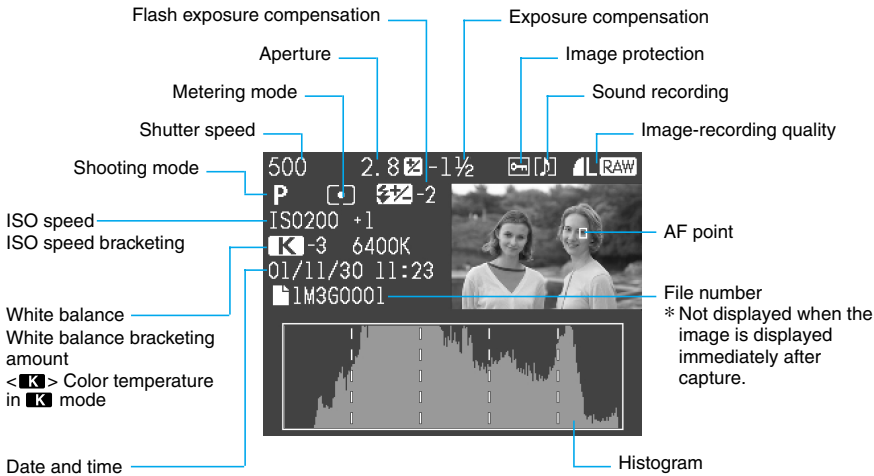 Flash exposure compensation
Exposure compensation
Aperture
Image protection
Metering mode
Sound recording
Shutter speed
Image-recording quality
Shooting mode
500 2.8 -1½ L RAW
P -2
ISO200 +1
K -3 6400K
01/11/30 11:23
1M3G0001
ISO speed
ISO speed bracketing
AF point
White balance
White balance bracketing
amount
< K > Color temperature
in K mode
File number
* Not displayed when the
image is displayed
immediately after
capture.
Date and time
Histogram